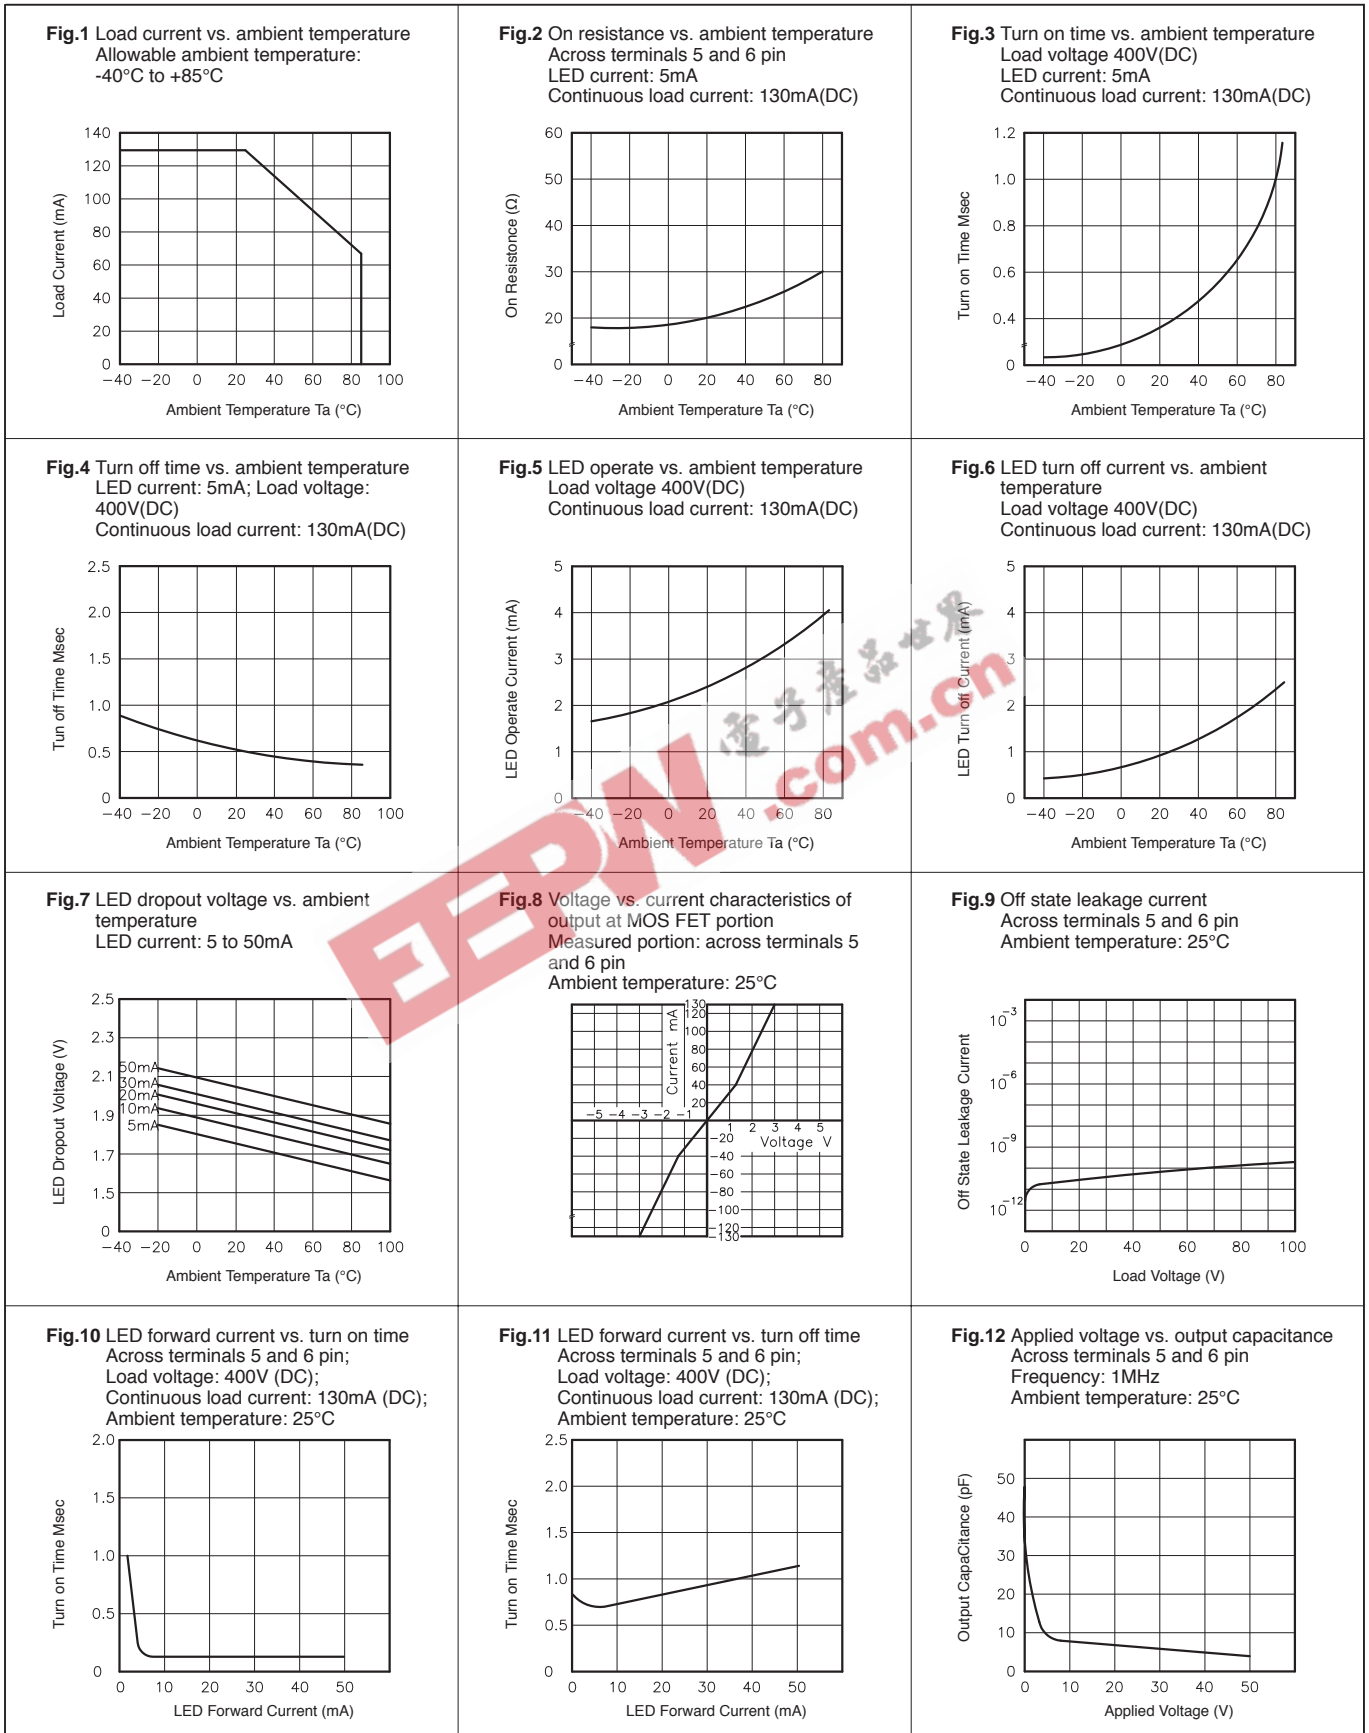 Fig.1 Load current vs. ambient temperature
Allowable ambient temperature:
-40°C to +85°C
140
120
100
80
60
40
20
0
−40 −20 0 20 40 60 80 100
Load Current (mA)
Ambient Temperature Ta (°C)
Fig.2 On resistance vs. ambient temperature
Across terminals 5 and 6 pin
LED current: 5mA
Continuous load current: 130mA(DC)
60
50
40
30
20
0
−40 −20 0 20 40 60 80
On Resistonce (Ω)
Ambient Temperature Ta (°C)
Fig.3 Turn on time vs. ambient temperature
Load voltage 400V(DC)
LED current: 5mA
Continuous load current: 130mA(DC)
1.2
1.0
0.8
0.6
0.4
0
−40 −20 0 20 40 60 80
Turn on Time Msec
Ambient Temperature Ta (°C)
Fig.4 Turn off time vs. ambient temperature
LED current: 5mA; Load voltage:
400V(DC)
Continuous load current: 130mA(DC)
2.5
2.0
1.5
1.0
0.5
0
−40 −20 0 20 40 60 80 100
Tun off Time Msec
Ambient Temperature Ta (°C)
Fig.5 LED operate vs. ambient temperature
Load voltage 400V(DC)
Continuous load current: 130mA(DC)
5
4
3
2
1
0
−40 −20 0 20 40 60 80
LED Operate Current (mA)
Ambient Temperature Ta (°C)
Fig.6 LED turn off current vs. ambient
temperature
Load voltage 400V(DC)
Continuous load current: 130mA(DC)
5
4
3
2
1
0
−40 −20 0 20 40 60 80
LED Turn off Current (mA)
Ambient Temperature Ta (°C)
EEPW.com.cn
電子產品世界
Fig.7 LED dropout voltage vs. ambient
temperature
LED current: 5 to 50mA
2.5
2.3
2.1
1.9
1.7
1.5
0
50mA
30mA
20mA
10mA
5mA
−40 −20 0 20 40 60 80 100
LED Dropout Voltage (V)
Ambient Temperature Ta (°C)
Fig.8 Voltage vs. current characteristics of
output at MOS FET portion
Measured portion: across terminals 5
and 6 pin
Ambient temperature: 25°C
130
120
100
80
60
40
20
Current mA
−5 −4 −3 −2 −1
1 2 3 4 5
Voltage V
−20
−40
−60
−80
−100
−120
−130
Fig.9 Off state leakage current
Across terminals 5 and 6 pin
Ambient temperature: 25°C
10⁻³
10⁻⁶
10⁻⁹
10⁻¹²
0 20 40 60 80 100
Off State Leakage Current
Load Voltage (V)
Fig.10 LED forward current vs. turn on time
Across terminals 5 and 6 pin;
Load voltage: 400V (DC);
Continuous load current: 130mA (DC);
Ambient temperature: 25°C
2.0
1.5
1.0
0.5
0
0 10 20 30 40 50
Turn on Time Msec
LED Forward Current (mA)
Fig.11 LED forward current vs. turn off time
Across terminals 5 and 6 pin;
Load voltage: 400V (DC);
Continuous load current: 130mA (DC);
Ambient temperature: 25°C
2.5
2.0
1.5
1.0
0.5
0
0 10 20 30 40 50
Turn on Time Msec
LED Forward Current (mA)
Fig.12 Applied voltage vs. output capacitance
Across terminals 5 and 6 pin
Frequency: 1MHz
Ambient temperature: 25°C
50
40
30
20
10
0
0 10 20 30 40 50
Output CapaCitance (pF)
Applied Voltage (V)